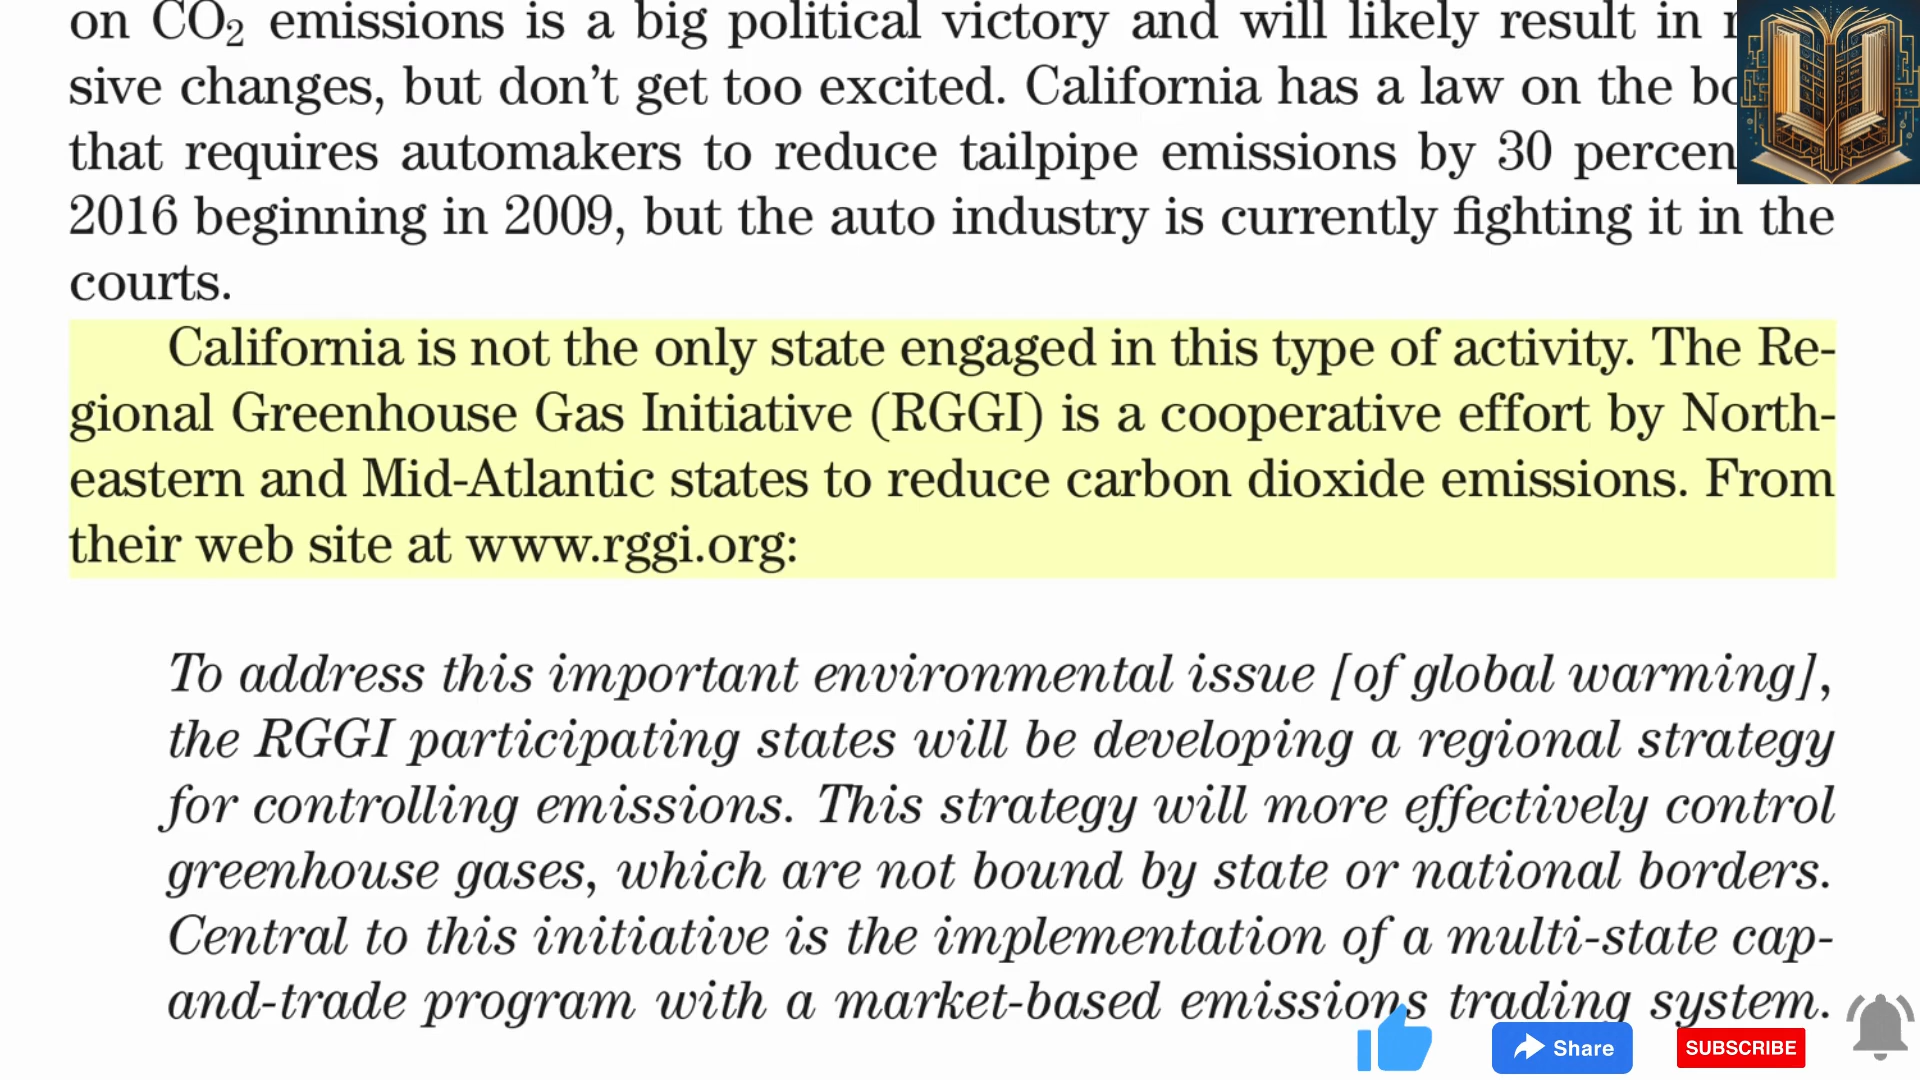 on CO₂ emissions is a big political victory and will likely result in
sive changes, but don’t get too excited. California has a law on the
that requires automakers to reduce tailpipe emissions by 30
2016 beginning in 2009, but the auto industry is currently fighting it in the
courts.
California is not the only state engaged in this type of activity. The Re-
gional Greenhouse Gas Initiative (RGGI) is a cooperative effort by North-
eastern and Mid-Atlantic states to reduce carbon dioxide emissions. From
their web site at www.rggi.org:
To address this important environmental issue [of global warming],
the RGGI participating states will be developing a regional strategy
for controlling emissions. This strategy will more effectively control
greenhouse gases, which are not bound by state or national borders.
Central to this initiative is the implementation of a multi-state cap-
and-trade program with a market-based emissions trading system.
Share
SUBSCRIBE